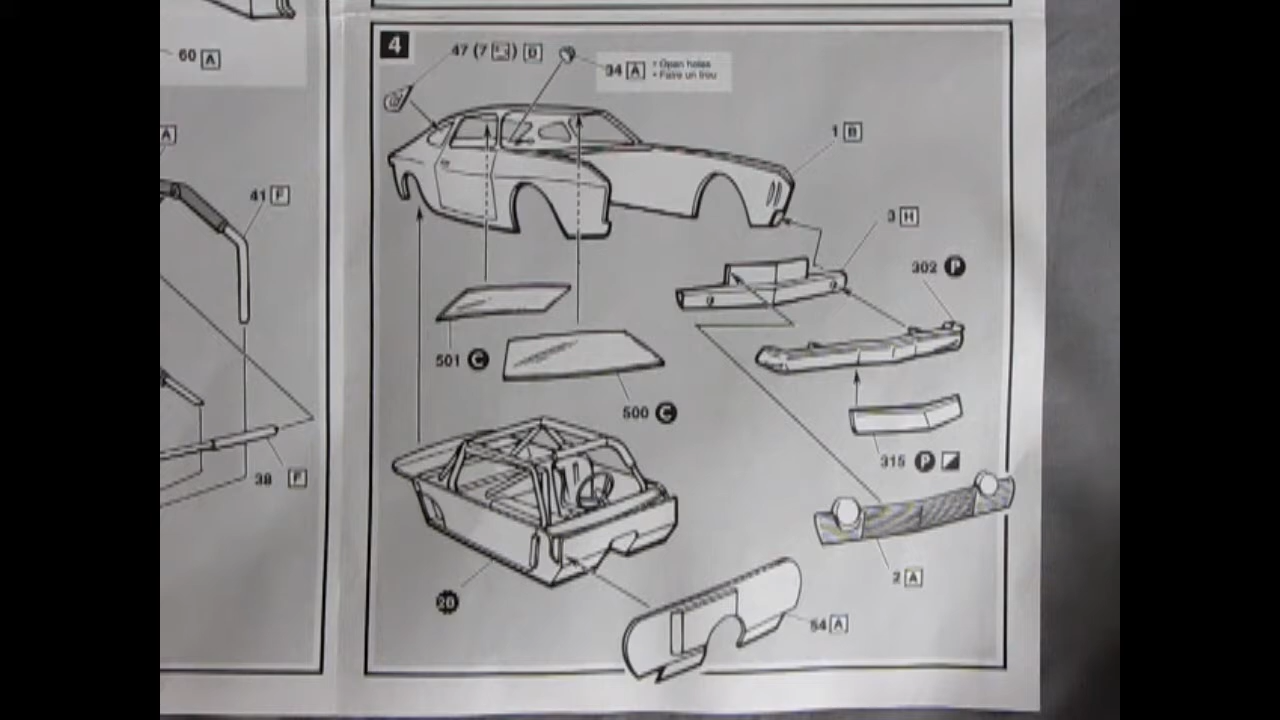 4
47 (7 ) D
34 A • Open holes
• Faire un trou
60 A
A
1 B
41 F
3 H
302 P
501 C
500 C
315 P
38 F
2 A
20
54 A